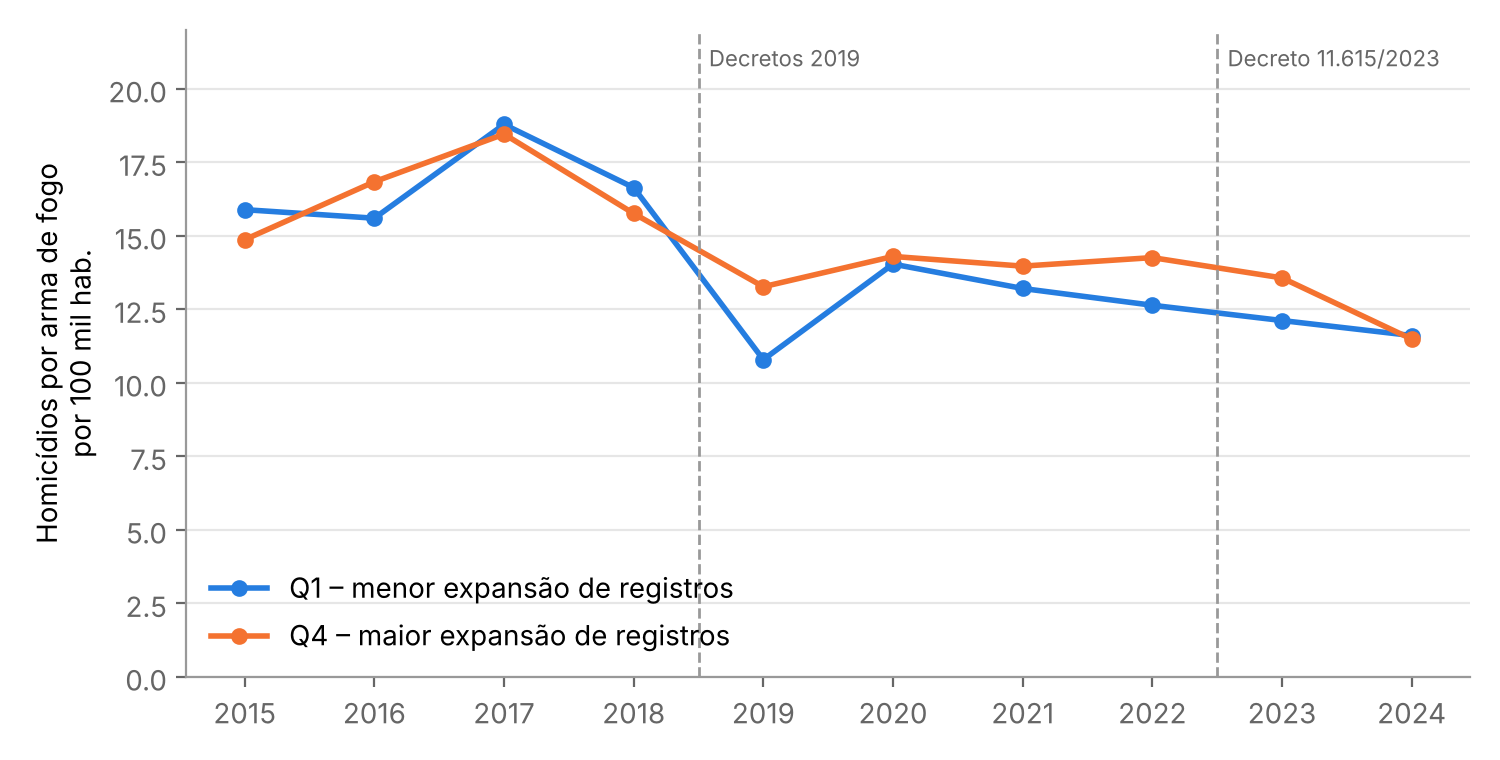 Decretos 2019
Decreto 11.615/2023
20.0
17.5
15.0
12.5
10.0
7.5
5.0
2.5
0.0
Homicídios por arma de fogo
por 100 mil hab.
Q1 – menor expansão de registros
Q4 – maior expansão de registros
2015 2016 2017 2018 2019 2020 2021 2022 2023 2024